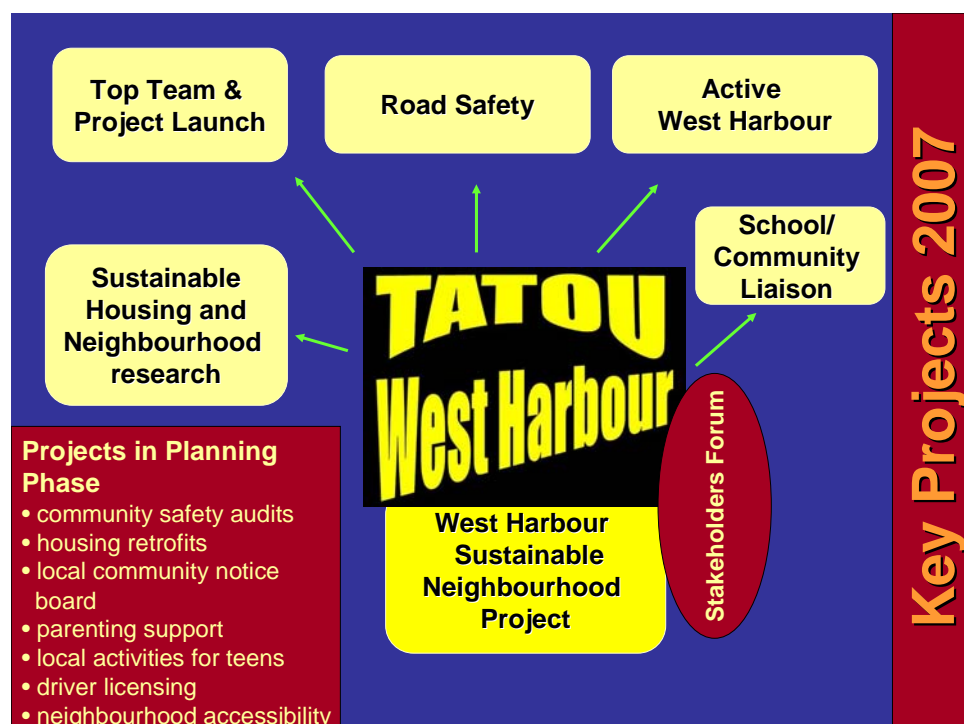 Top Team &
Project Launch
Road Safety
Active
West Harbour
School/
Community
Liaison
Sustainable
Housing and
Neighbourhood
research
TATOU
West Harbour
West Harbour
Sustainable
Neighbourhood
Project
Stakeholders Forum
Projects in Planning
Phase
• community safety audits
• housing retrofits
• local community notice
board
• parenting support
• local activities for teens
• driver licensing
• neighbourhood accessibility
Key Projects 2007